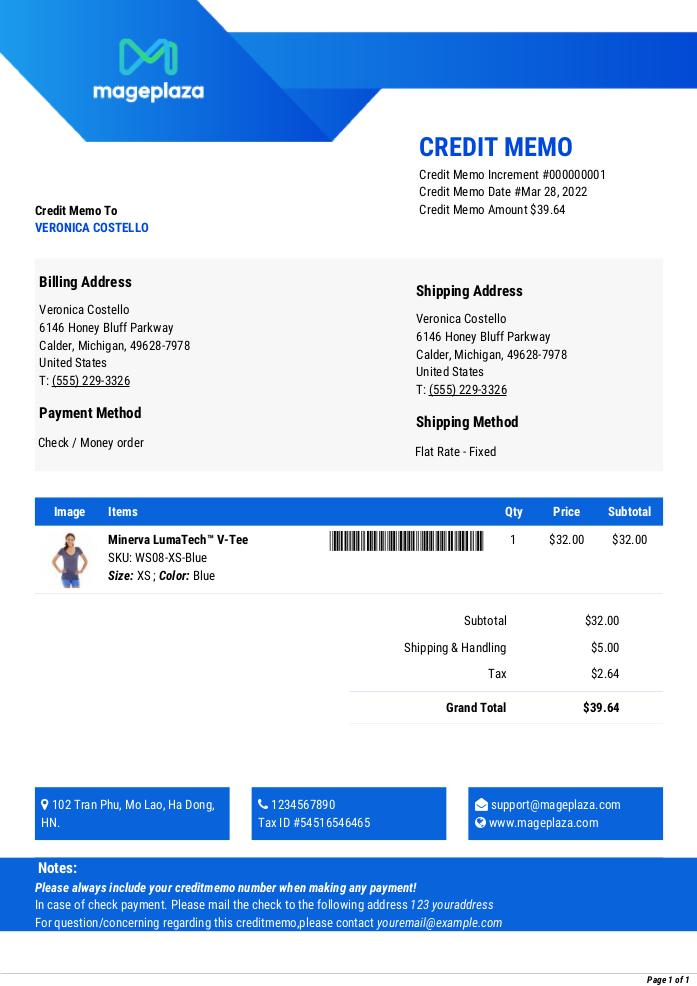 mageplaza
CREDIT MEMO
Credit Memo Increment #000000001
Credit Memo Date #Mar 28, 2022
Credit Memo Amount $39.64
Credit Memo To
VERONICA COSTELLO
Billing Address
Veronica Costello
6146 Honey Bluff Parkway
Calder, Michigan, 49628-7978
United States
T: (555) 229-3326
Payment Method
Check / Money order
Shipping Address
Veronica Costello
6146 Honey Bluff Parkway
Calder, Michigan, 49628-7978
United States
T: (555) 229-3326
Shipping Method
Flat Rate - Fixed
Image Items Qty Price Subtotal
Minerva LumaTech™ V-Tee 1 $32.00 $32.00
SKU: WS08-XS-Blue
Size: XS ; Color: Blue
Subtotal $32.00
Shipping & Handling $5.00
Tax $2.64
Grand Total $39.64
102 Tran Phu, Mo Lao, Ha Dong,
HN.
1234567890
Tax ID #54516546465
support@mageplaza.com
www.mageplaza.com
Notes:
Please always include your creditmemo number when making any payment!
In case of check payment. Please mail the check to the following address 123 youraddress
For question/concerning regarding this creditmemo,please contact youremail@example.com
Page 1 of 1